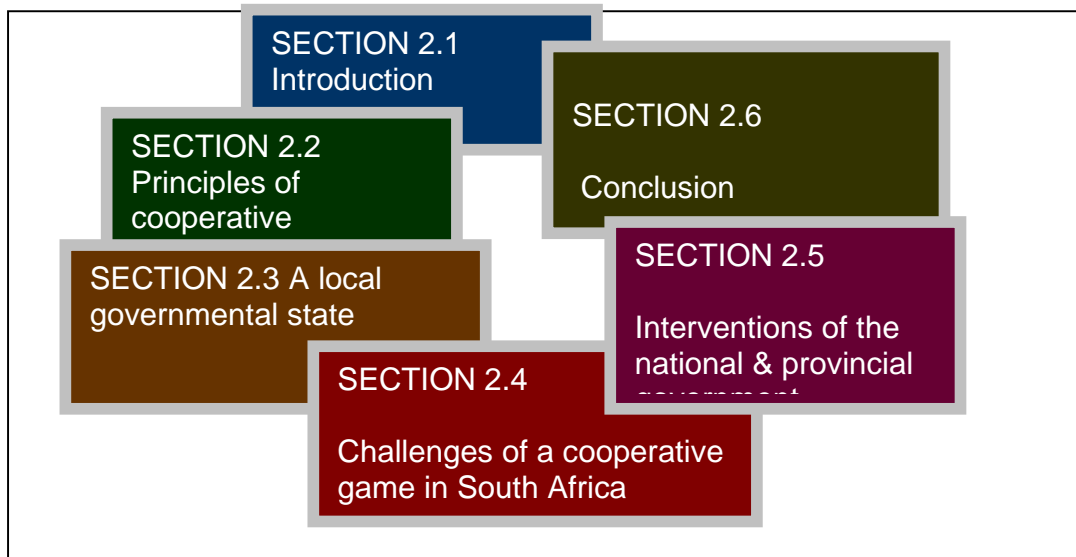 SECTION 2.1
Introduction
SECTION 2.2
Principles of
cooperative
SECTION 2.3 A local
governmental state
SECTION 2.4
Challenges of a cooperative
game in South Africa
SECTION 2.5
Interventions of the
national & provincial
government
SECTION 2.6
Conclusion